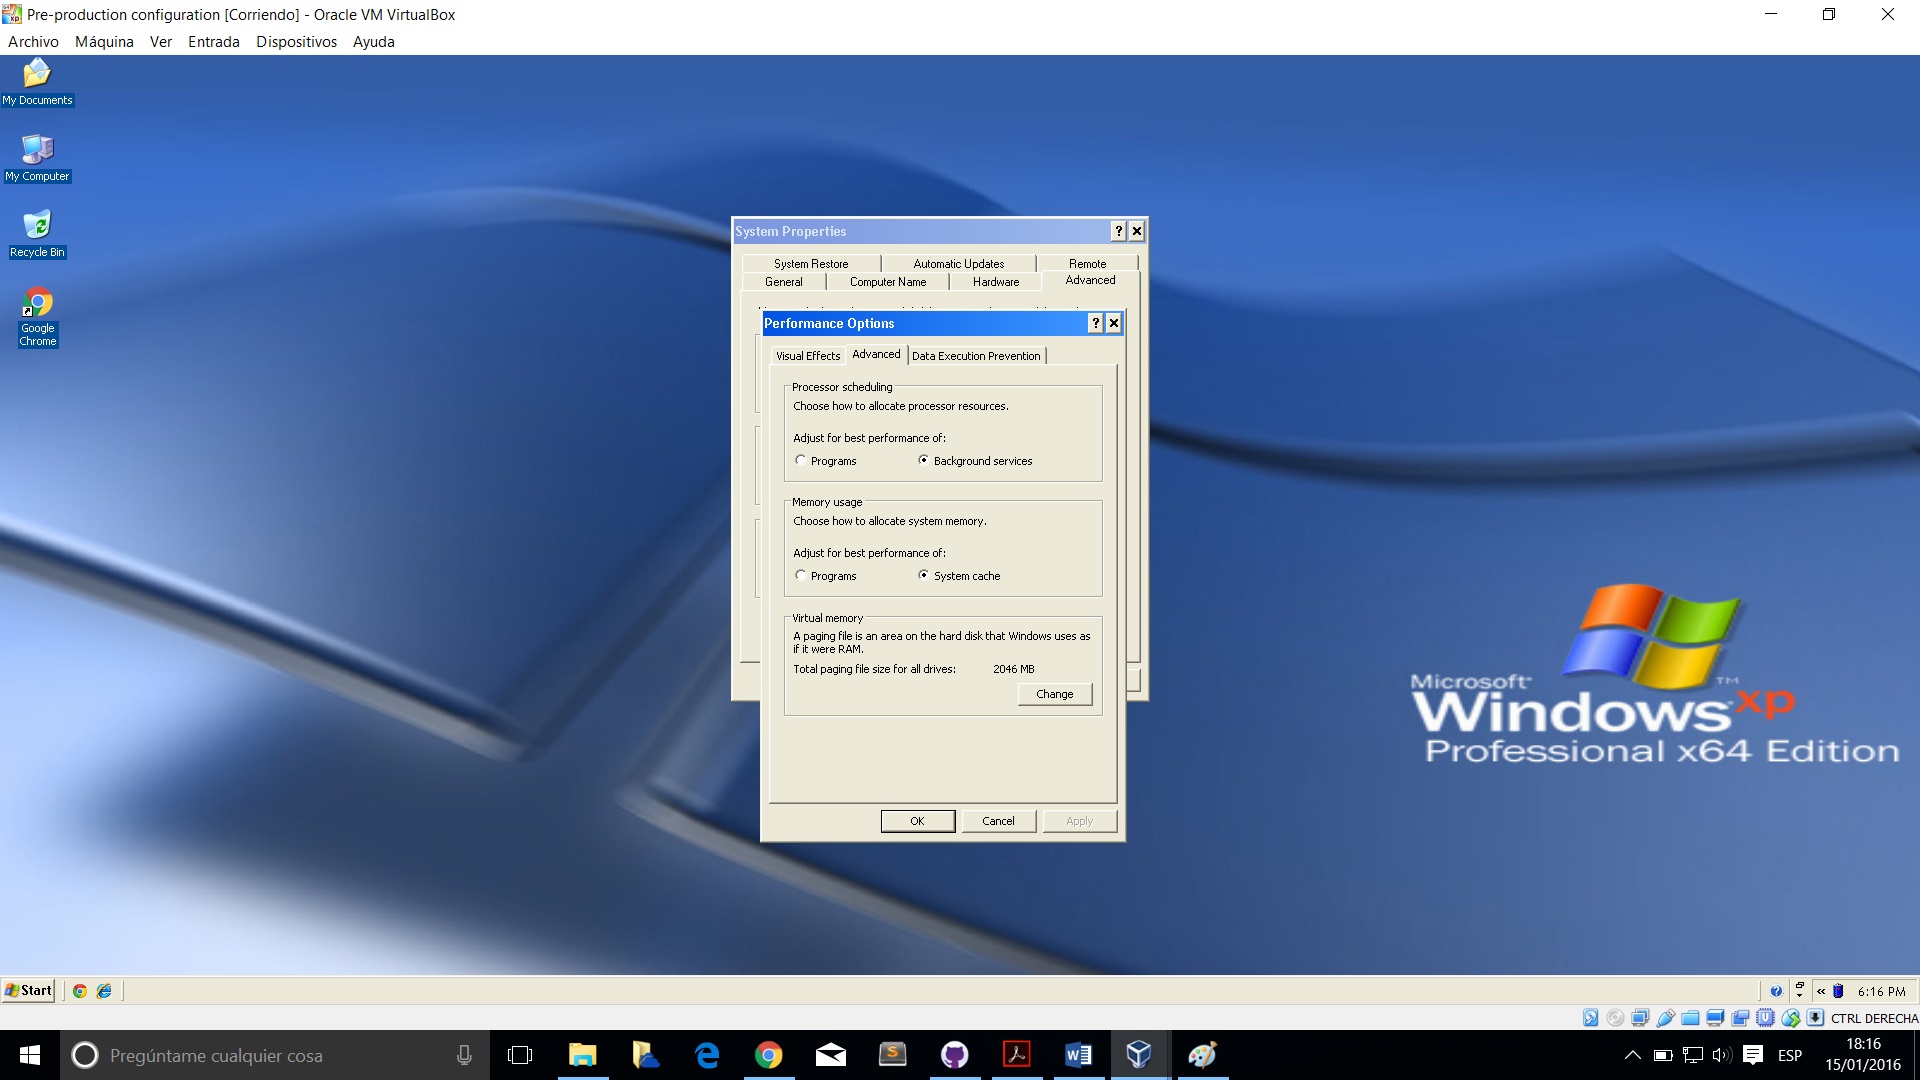 Pre-production configuration [Corriendo] - Oracle VM VirtualBox
Archivo Máquina Ver Entrada Dispositivos Ayuda
My Documents
My Computer
Recycle Bin
Google
Chrome
System Properties
System Restore Automatic Updates Remote
General Computer Name Hardware Advanced
Performance Options
Visual Effects Advanced Data Execution Prevention
Processor scheduling
Choose how to allocate processor resources.
Adjust for best performance of:
Programs Background services
Memory usage
Choose how to allocate system memory.
Adjust for best performance of:
Programs System cache
Virtual memory
A paging file is an area on the hard disk that Windows uses as
if it were RAM.
Total paging file size for all drives: 2046 MB
Change
OK Cancel Apply
Microsoft
Windows xp TM
Professional x64 Edition
Start 6:16 PM
CTRL DERECHA
Pregúntame cualquier cosa
ESP
18:16
15/01/2016